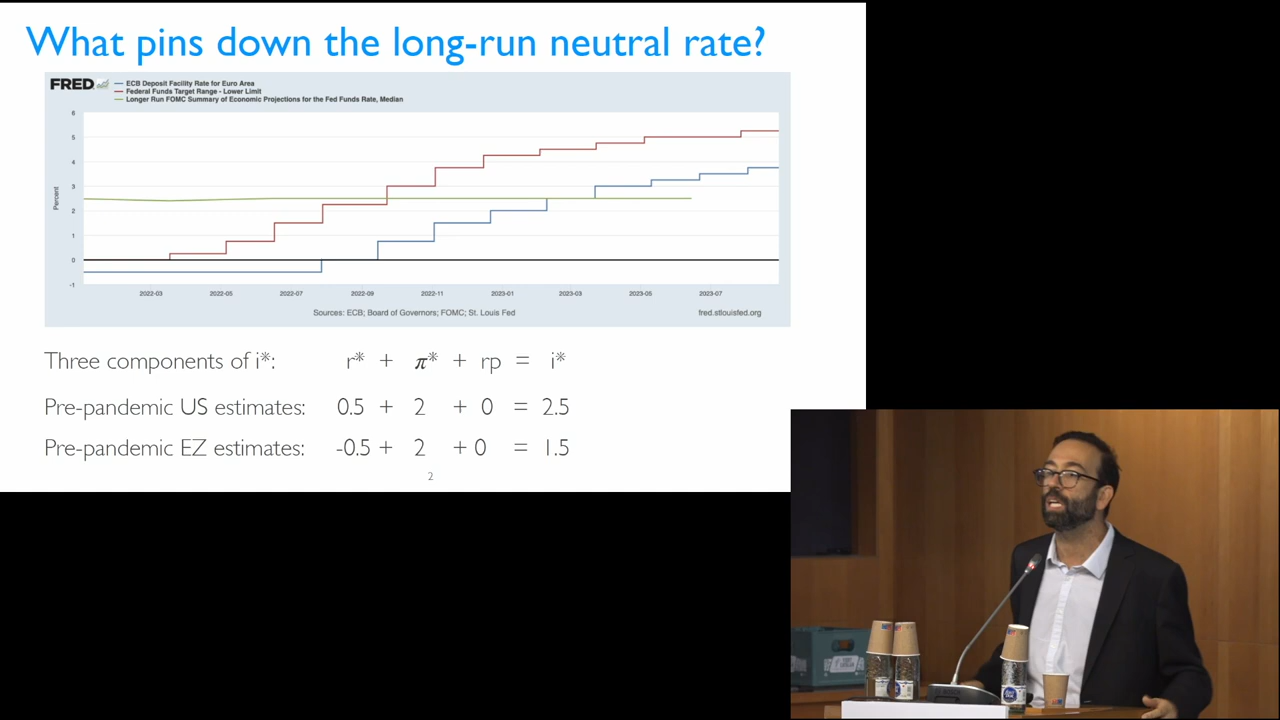 What pins down the long-run neutral rate?
FRED
ECB Deposit Facility Rate for Euro Area
Federal Funds Target Range - Lower Limit
Longer Run FOMC Summary of Economic Projections for the Fed Funds Rate, Median
Percent
6
5
4
3
2
1
0
-1
2022-03 2022-05 2022-07 2022-09 2022-11 2023-01 2023-03 2023-05 2023-07
Sources: ECB; Board of Governors; FOMC; St. Louis Fed
fred.stlouisfed.org
Three components of i*: r* + π* + rp = i*
Pre-pandemic US estimates: 0.5 + 2 + 0 = 2.5
Pre-pandemic EZ estimates: -0.5 + 2 + 0 = 1.5
2